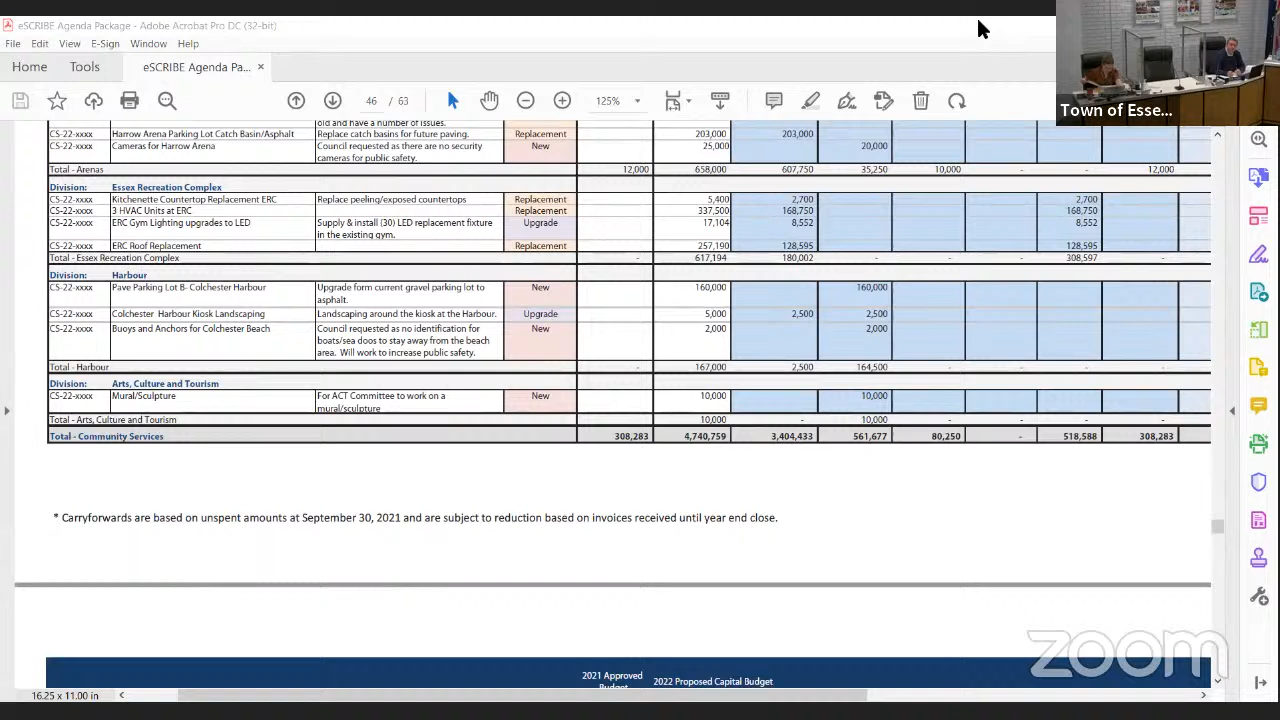 eSCRIBE Agenda Package - Adobe Acrobat Pro DC (32-bit)
File Edit View E-Sign Window Help
Home Tools eSCRIBE Agenda Pa... ×
46 125%
Town of Esse...
old and have a number of issues.
CS-22-xxxx Harrow Arena Parking Lot Catch Basin/Asphalt Replace catch basins for future paving. Replacement 203,000 203,000
CS-22-xxxx Cameras for Harrow Arena Council requested as there are no security New 25,000 20,000
cameras for public safety.
Total - Arenas 12,000 658,000 607,750 35,250 10,000 - - 12,000
Division: Essex Recreation Complex
CS-22-xxxx Kitchenette Countertop Replacement ERC Replace peeling/exposed countertops Replacement 5,400 2,700 2,700
CS-22-xxxx 3 HVAC Units at ERC Replacement 337,500 168,750 168,750
CS-22-xxxx ERC Gym Lighting upgrades to LED Supply & install (30) LED replacement fixture Upgrade 17,104 8,552 8,552
in the existing gym.
CS-22-xxxx ERC Roof Replacement Replacement 257,190 128,595 128,595
Total - Essex Recreation Complex - 617,194 180,002 - - - 308,597 -
Division: Harbour
CS-22-xxxx Pave Parking Lot B- Colchester Harbour Upgrade form current gravel parking lot to New 160,000 160,000
asphalt.
CS-22-xxxx Colchester Harbour Kiosk Landscaping Landscaping around the kiosk at the Harbour. Upgrade 5,000 2,500 2,500
CS-22-xxxx Buoys and Anchors for Colchester Beach Council requested as no identification for New 2,000 2,000
boats/sea doos to stay away from the beach
area. Will work to increase public safety.
Total - Harbour - 167,000 2,500 164,500 - - - -
Division: Arts, Culture and Tourism
CS-22-xxxx Mural/Sculpture For ACT Committee to work on a New 10,000 10,000
mural/sculpture
Total - Arts, Culture and Tourism 10,000 - 10,000 - - - -
Total - Community Services 308,283 4,740,759 3,404,433 561,677 80,250 - 518,588 308,283
* Carryforwards are based on unspent amounts at September 30, 2021 and are subject to reduction based on invoices received until year end close.
zoom
2021 Approved
Budget 2022 Proposed Capital Budget
16.25 x 11.00 in